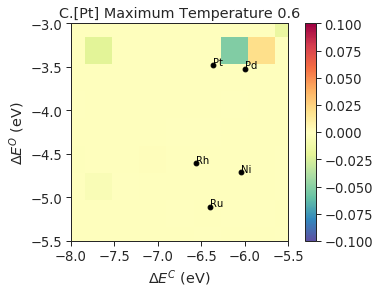 C.[Pt] Maximum Temperature 0.6
−3.0
−3.5
−4.0
−4.5
−5.0
−5.5
ΔE^O (eV)
Pt
Pd
Rh
Ni
Ru
−8.0 −7.5 −7.0 −6.5 −6.0 −5.5
ΔE^C (eV)
0.100
0.075
0.050
0.025
0.000
−0.025
−0.050
−0.075
−0.100